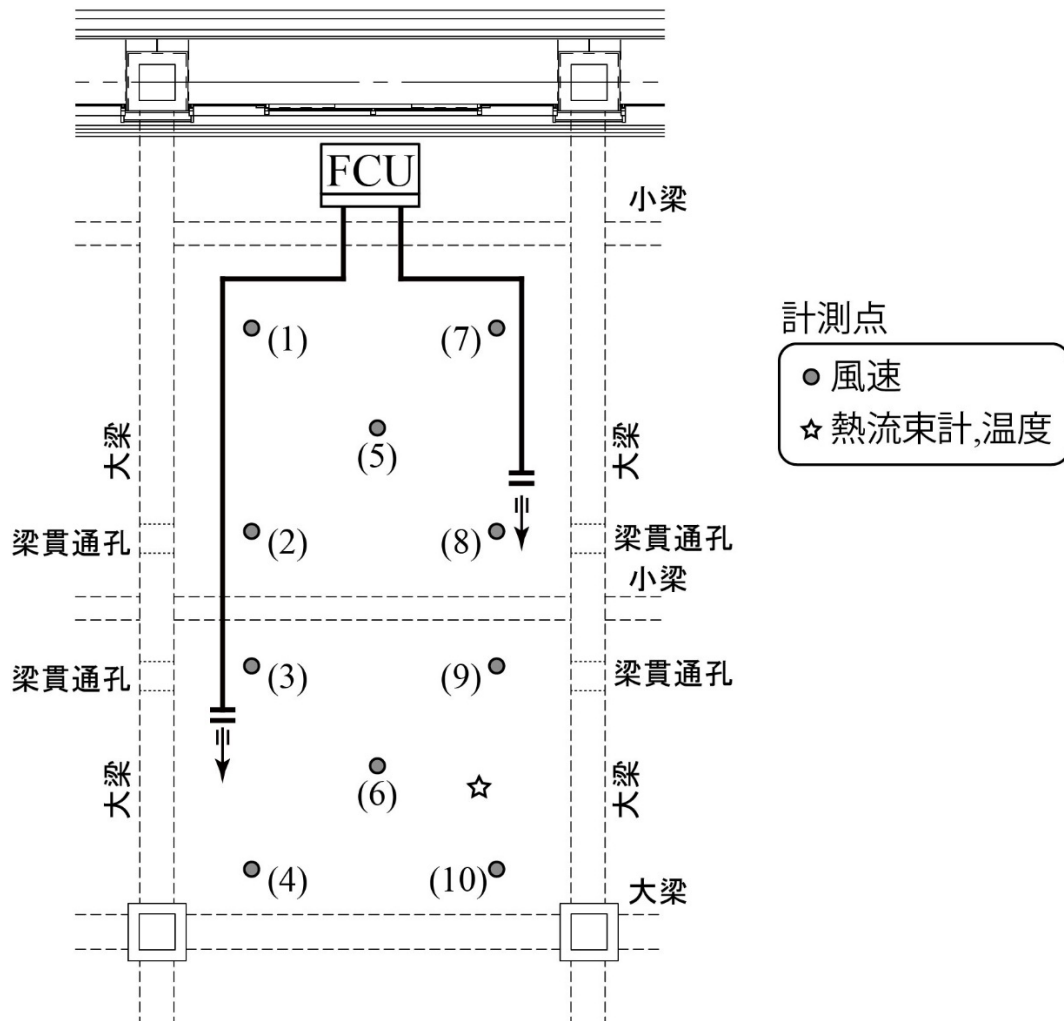 FCU
小梁
(1)
(7)
計測点
風速
熱流束計,温度
大梁
(5)
大梁
梁貫通孔
(2)
(8)
梁貫通孔
小梁
梁貫通孔
(3)
(9)
梁貫通孔
大梁
(6)
大梁
(4)
(10)
大梁